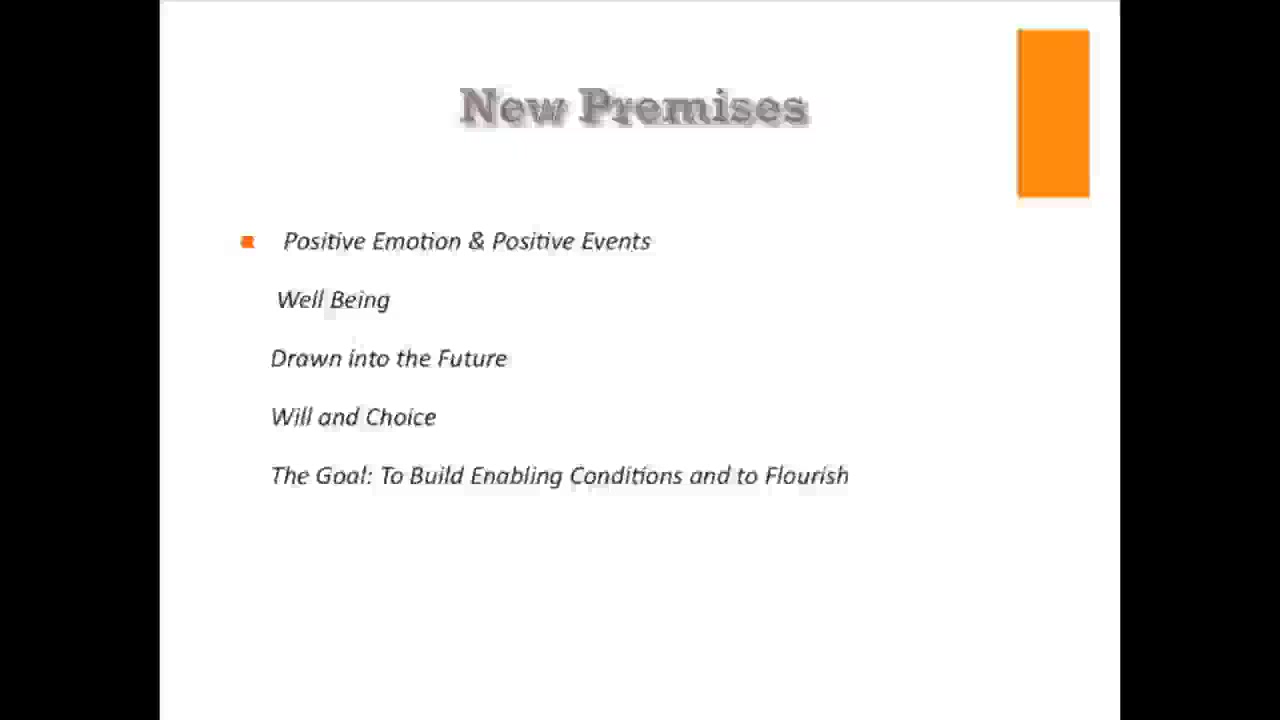 New Premises
Positive Emotion & Positive Events
Well Being
Drawn into the Future
Will and Choice
The Goal: To Build Enabling Conditions and to Flourish